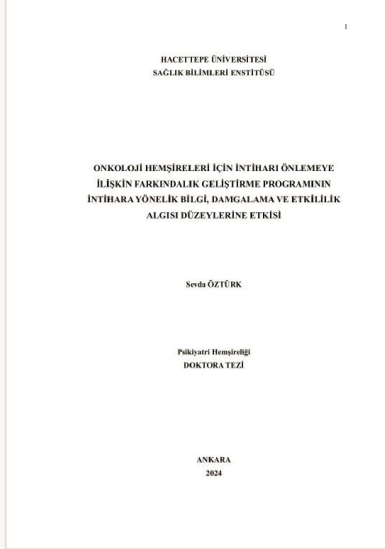 1
HACETTEPE ÜNİVERSİTESİ
SAĞLIK BİLİMLERİ ENSTİTÜSÜ
ONKOLOJİ HEMŞİRELERİ İÇİN İNTİHARI ÖNLEMEYE
İLİŞKİN FARKINDALIK GELİŞTİRME PROGRAMININ
İNTİHARA YÖNELİK BİLGİ, DAMGALAMA VE ETKİLİLİK
ALGISI DÜZEYLERİNE ETKİSİ
Sevda ÖZTÜRK
Psikiyatri Hemşireliği
DOKTORA TEZİ
ANKARA
2024